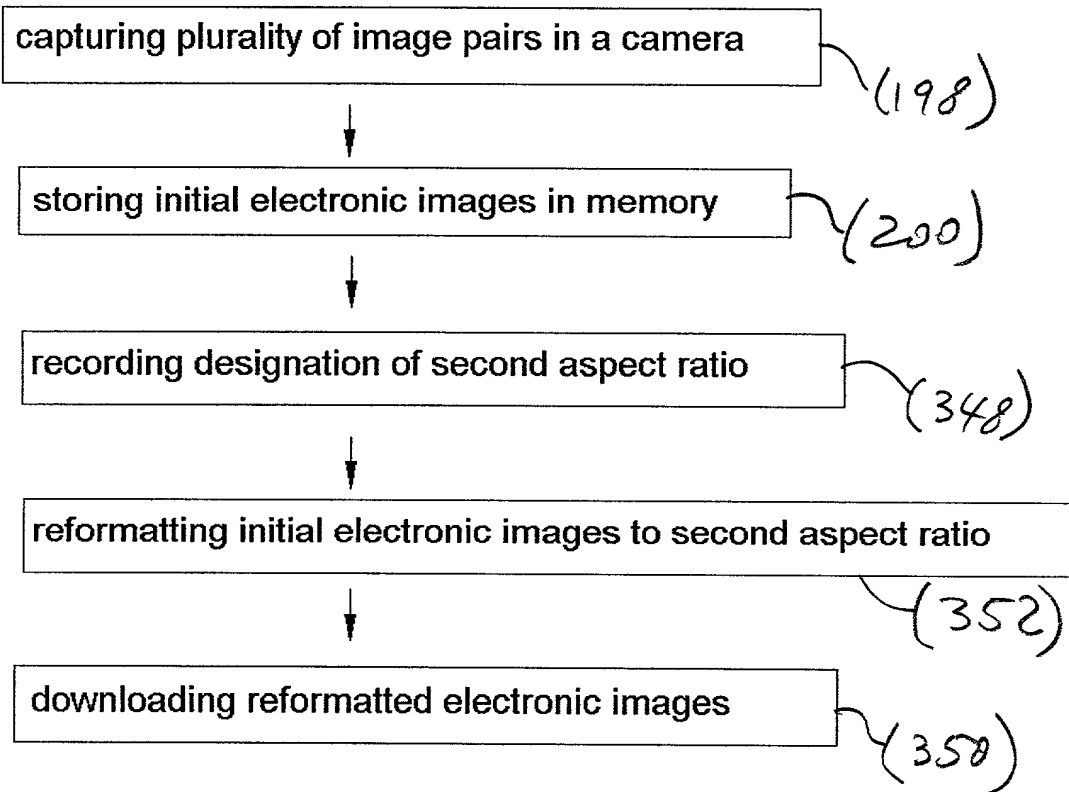 capturing plurality of image pairs in a camera
(198)
storing initial electronic images in memory
(200)
recording designation of second aspect ratio
(348)
reformatting initial electronic images to second aspect ratio
(352)
downloading reformatted electronic images
(350)